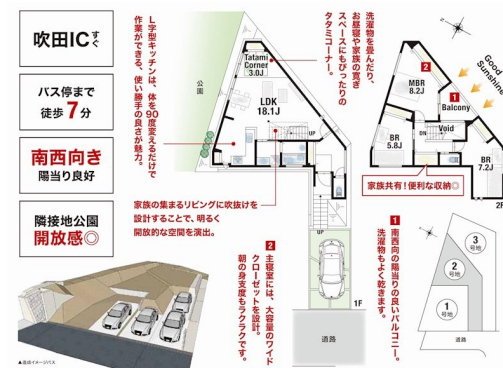 吹田ICすぐ
バス停まで
徒歩7分
南西向き
陽当り良好
隣接地公園
開放感◎
▲造成イメージパース
L字型キッチンは、体を90度変えるだけで
作業ができる、使い勝手の良さが魅力。
公園
洗濯物を畳んだり、
お昼寝や家族の寛ぎ
スペースにもぴったりの
タタミコーナー。
Tatami
Corner
3.0J
LDK
18.1J
UP
家族の集まるリビングに吹抜けを
設計することで、明るく
開放的な空間を演出。
UP
1F
道路
2 主寝室には、大容量のワイド
クローゼットを設計。
朝の身支度もラクラクです。
2
MBR
8.2J
Good
Sunshine
1
Balcony
Void
DN
BR
5.8J
BR
7.2J
2F
家族共有！便利な収納◎
1 南西向の陽当りの良いバルコニー。
洗濯物もよく乾きます。
3
号地
2
号地
1
号地
道路